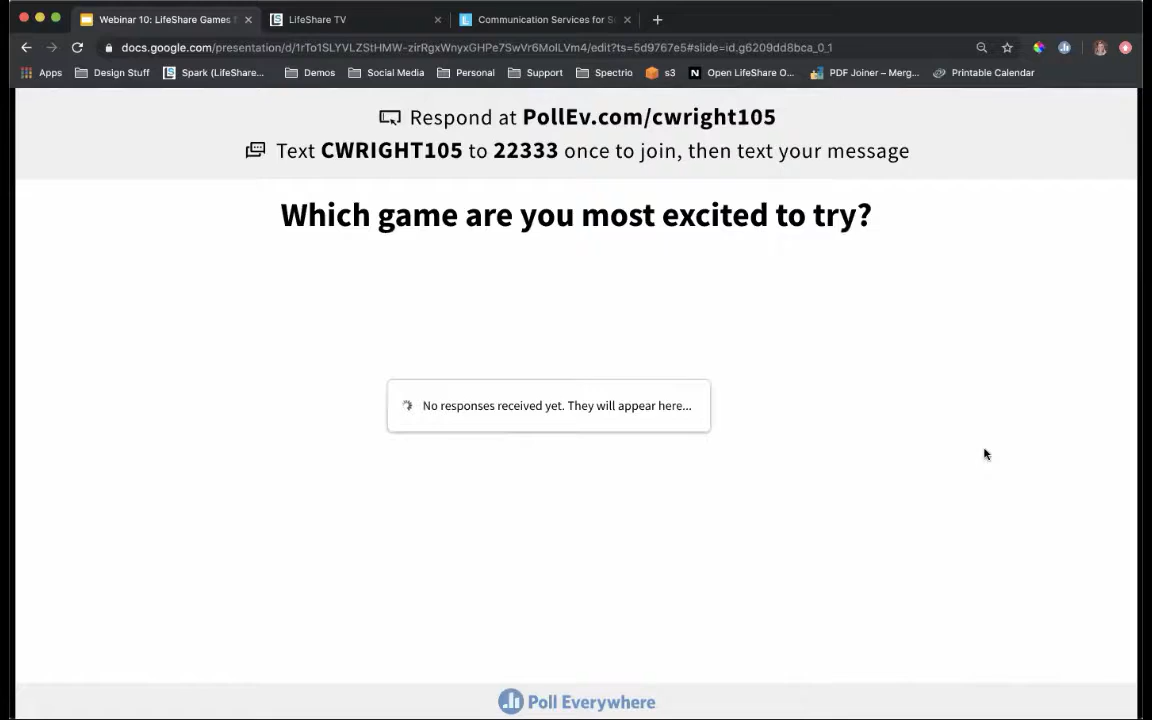 Webinar 10: LifeShare Games
LifeShare TV
Communication Services for S
docs.google.com/presentation/d/1rTo1SLYVLZStHMW-zirRgxWnyxGHPe7SwVr6MolLVm4/edit?ts=5d9767e5#slide=id.g6209dd8bca_0_1
Apps
Design Stuff
Spark (LifeShare...
Demos
Social Media
Personal
Support
Spectrio
s3
Open LifeShare O...
PDF Joiner – Merg...
Printable Calendar
Respond at PollEv.com/cwright105
Text CWRIGHT105 to 22333 once to join, then text your message
Which game are you most excited to try?
No responses received yet. They will appear here...
Poll Everywhere